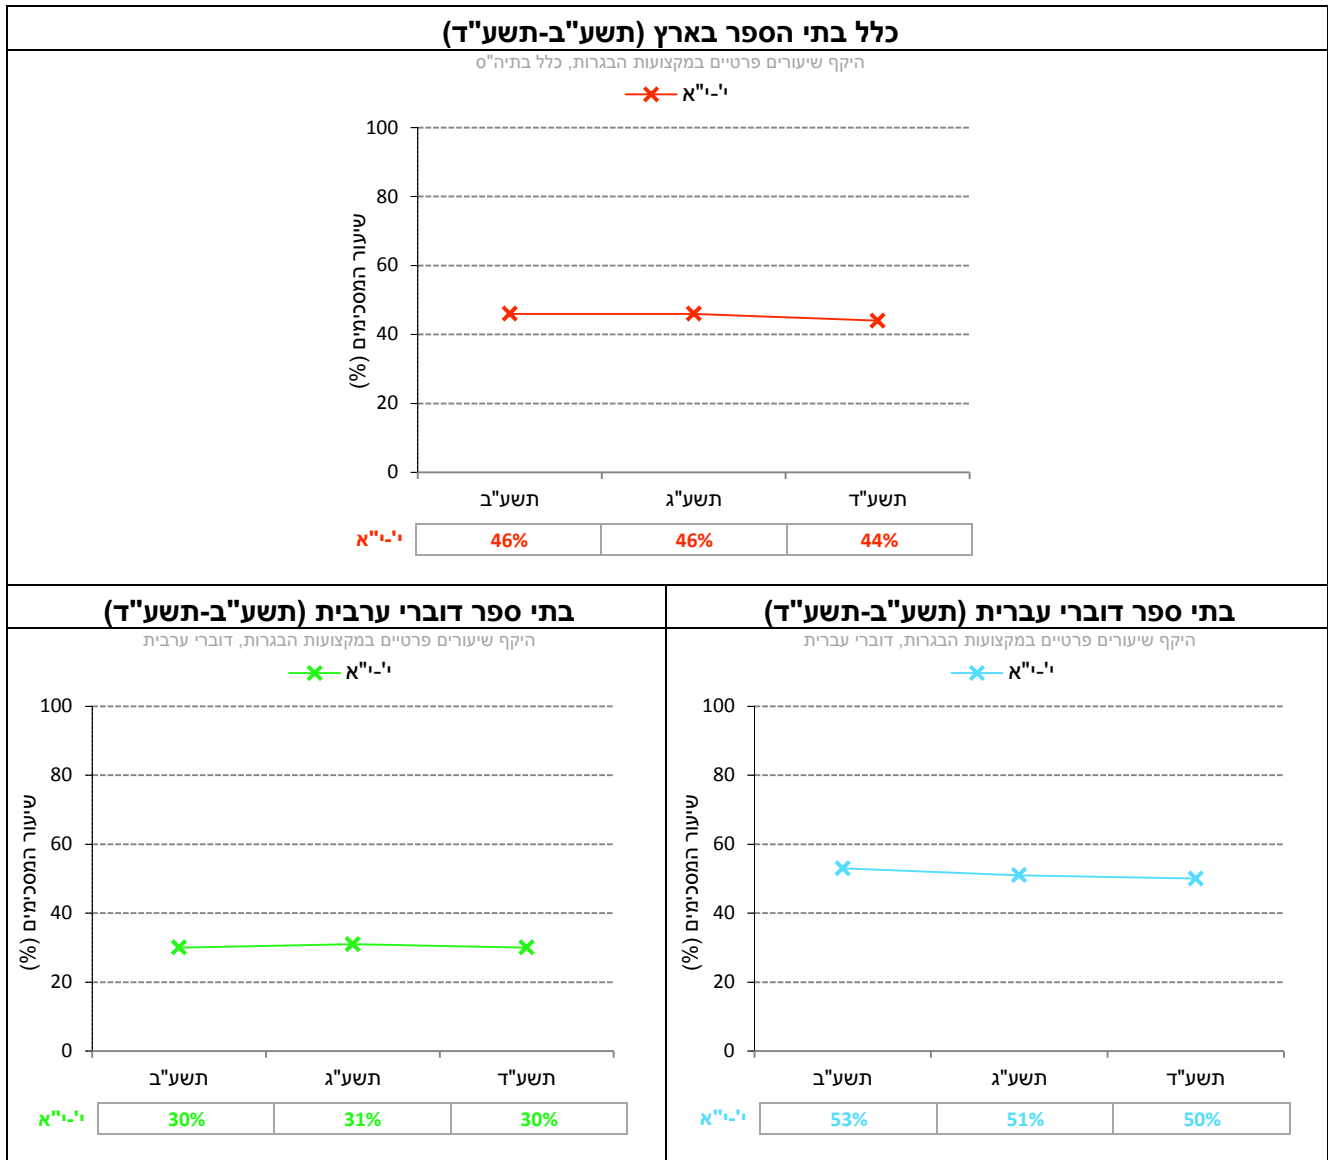 כלל בתי הספר בארץ (תשע"ב-תשע"ד)
היקף שיעורים פרטיים במקצועות הבגרות, כלל בתיה"ס
י'-י"א
שיעור המסכימים (%)
100
80
60
40
20
0
תשע"ב תשע"ג תשע"ד
י'-י"א 46% 46% 44%
בתי ספר דוברי עברית (תשע"ב-תשע"ד)
היקף שיעורים פרטיים במקצועות הבגרות, דוברי עברית
י'-י"א
שיעור המסכימים (%)
100
80
60
40
20
0
תשע"ב תשע"ג תשע"ד
י'-י"א 53% 51% 50%
בתי ספר דוברי ערבית (תשע"ב-תשע"ד)
היקף שיעורים פרטיים במקצועות הבגרות, דוברי ערבית
י'-י"א
שיעור המסכימים (%)
100
80
60
40
20
0
תשע"ב תשע"ג תשע"ד
י'-י"א 30% 31% 30%